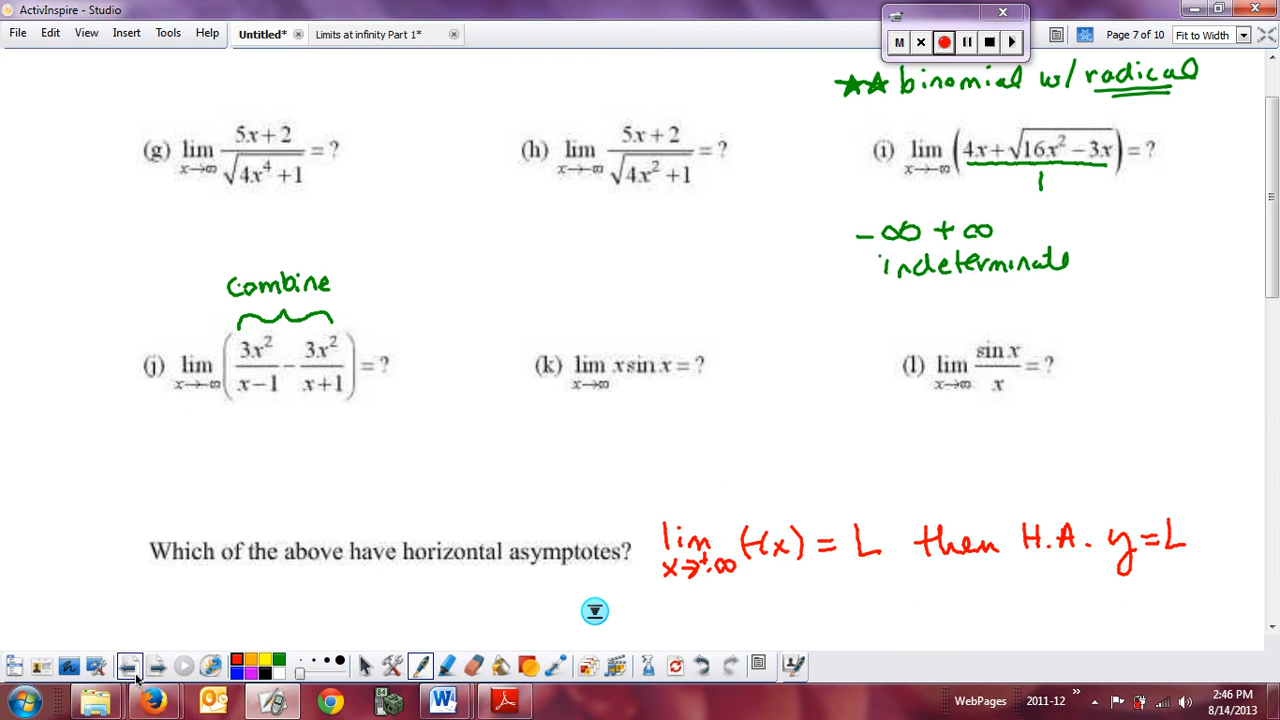 ActivInspire - Studio
File Edit View Insert Tools Help Untitled* Limits at infinity Part 1* Page 7 of 10 Fit to Width
M
★★ binomial w/ radical
(g) lim x→∞ (5x + 2)/√(4x⁴ + 1) = ?
(h) lim x→-∞ (5x + 2)/√(4x² + 1) = ?
(i) lim x→-∞ (4x + √(16x² − 3x)) = ?
1
- ∞ + ∞
indeterminate
combine
(j) lim x→-∞ (3x²/(x−1) − 3x²/(x+1)) = ?
(k) lim x→∞ x sin x = ?
(l) lim x→∞ sin x / x = ?
Which of the above have horizontal asymptotes? lim x→±∞ f(x) = L then H.A. y=L
WebPages 2011-12 » 2:46 PM
8/14/2013